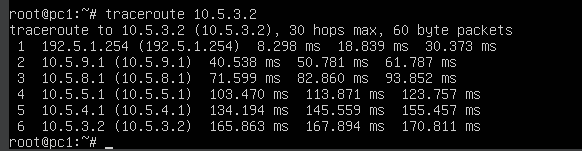 root@pc1:~# traceroute 10.5.3.2
traceroute to 10.5.3.2 (10.5.3.2), 30 hops max, 60 byte packets
1 192.5.1.254 (192.5.1.254) 8.298 ms 18.839 ms 30.373 ms
2 10.5.9.1 (10.5.9.1) 40.538 ms 50.781 ms 61.787 ms
3 10.5.8.1 (10.5.8.1) 71.599 ms 82.860 ms 93.852 ms
4 10.5.5.1 (10.5.5.1) 103.470 ms 113.871 ms 123.757 ms
5 10.5.4.1 (10.5.4.1) 134.194 ms 145.559 ms 155.457 ms
6 10.5.3.2 (10.5.3.2) 165.863 ms 167.894 ms 170.811 ms
root@pc1:~# _